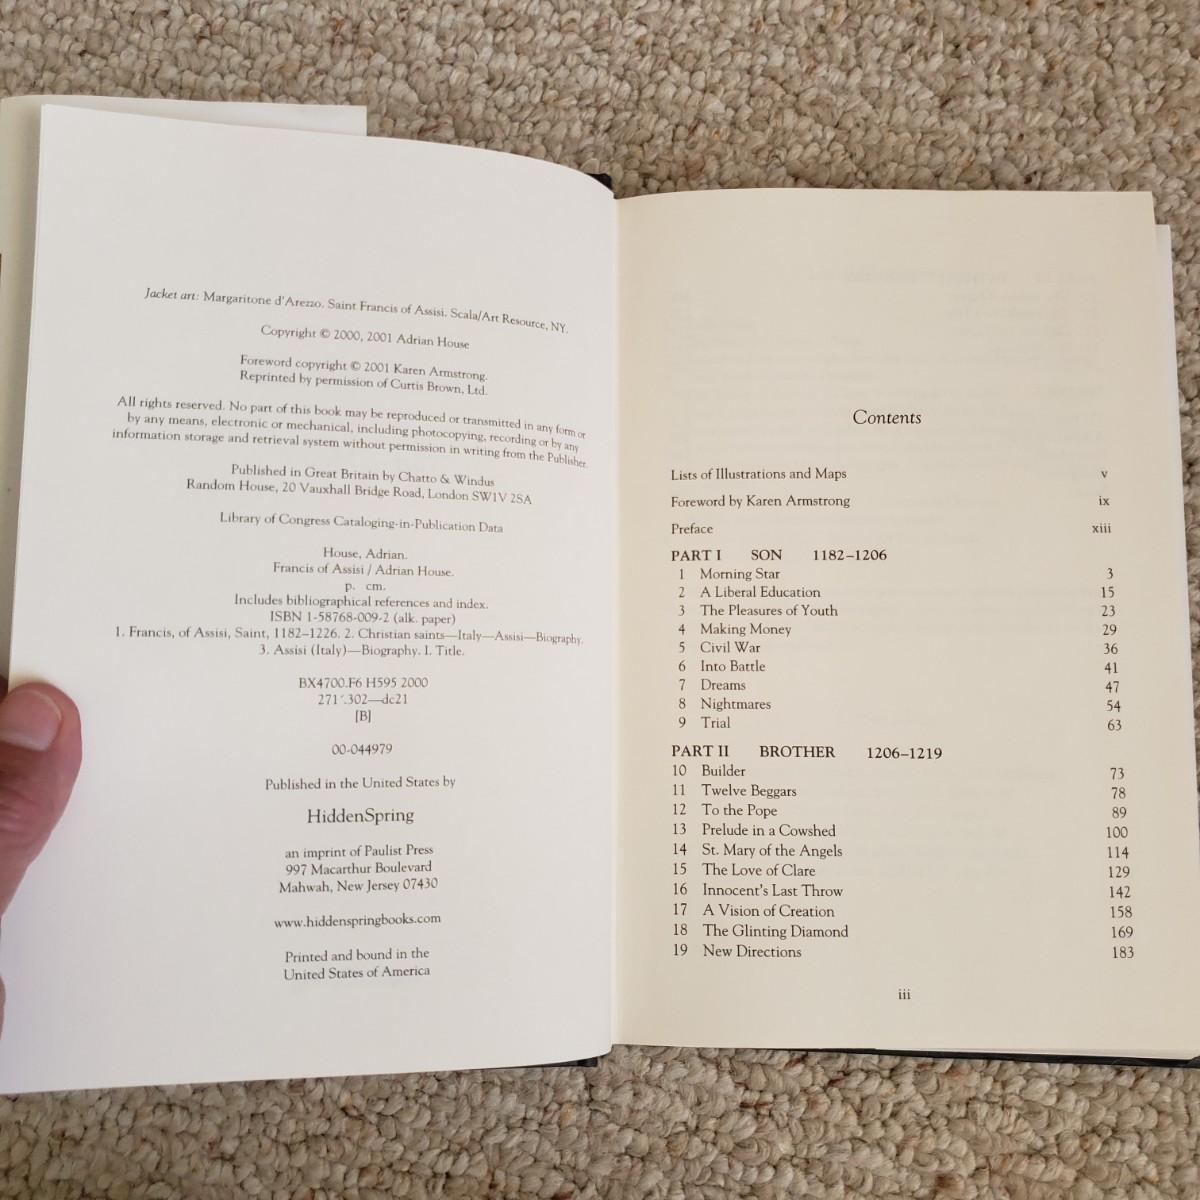 Jacket art: Margaritone d'Arezzo. Saint Francis of Assisi. Scala/Art Resource, NY.
Copyright © 2000, 2001 Adrian House
Foreword copyright © 2001 Karen Armstrong.
Reprinted by permission of Curtis Brown, Ltd.
All rights reserved. No part of this book may be reproduced or transmitted in any form or
by any means, electronic or mechanical, including photocopying, recording or by any
information storage and retrieval system without permission in writing from the Publisher.
Published in Great Britain by Chatto & Windus
Random House, 20 Vauxhall Bridge Road, London SW1V 2SA
Library of Congress Cataloging-in-Publication Data
House, Adrian.
Francis of Assisi / Adrian House.
p. cm.
Includes bibliographical references and index.
ISBN 1-58768-009-2 (alk. paper)
1. Francis, of Assisi, Saint, 1182–1226. 2. Christian saints—Italy—Assisi—Biography.
3. Assisi (Italy)—Biography. I. Title.
BX4700.F6 H595 2000
271´.302—dc21
[B]
00-044979
Published in the United States by
HiddenSpring
an imprint of Paulist Press
997 Macarthur Boulevard
Mahwah, New Jersey 07430
www.hiddenspringbooks.com
Printed and bound in the
United States of America
Contents
Lists of Illustrations and Maps v
Foreword by Karen Armstrong ix
Preface xiii
PART I SON 1182–1206
1 Morning Star 3
2 A Liberal Education 15
3 The Pleasures of Youth 23
4 Making Money 29
5 Civil War 36
6 Into Battle 41
7 Dreams 47
8 Nightmares 54
9 Trial 63
PART II BROTHER 1206–1219
10 Builder 73
11 Twelve Beggars 78
12 To the Pope 89
13 Prelude in a Cowshed 100
14 St. Mary of the Angels 114
15 The Love of Clare 129
16 Innocent's Last Throw 142
17 A Vision of Creation 158
18 The Glinting Diamond 169
19 New Directions 183
iii